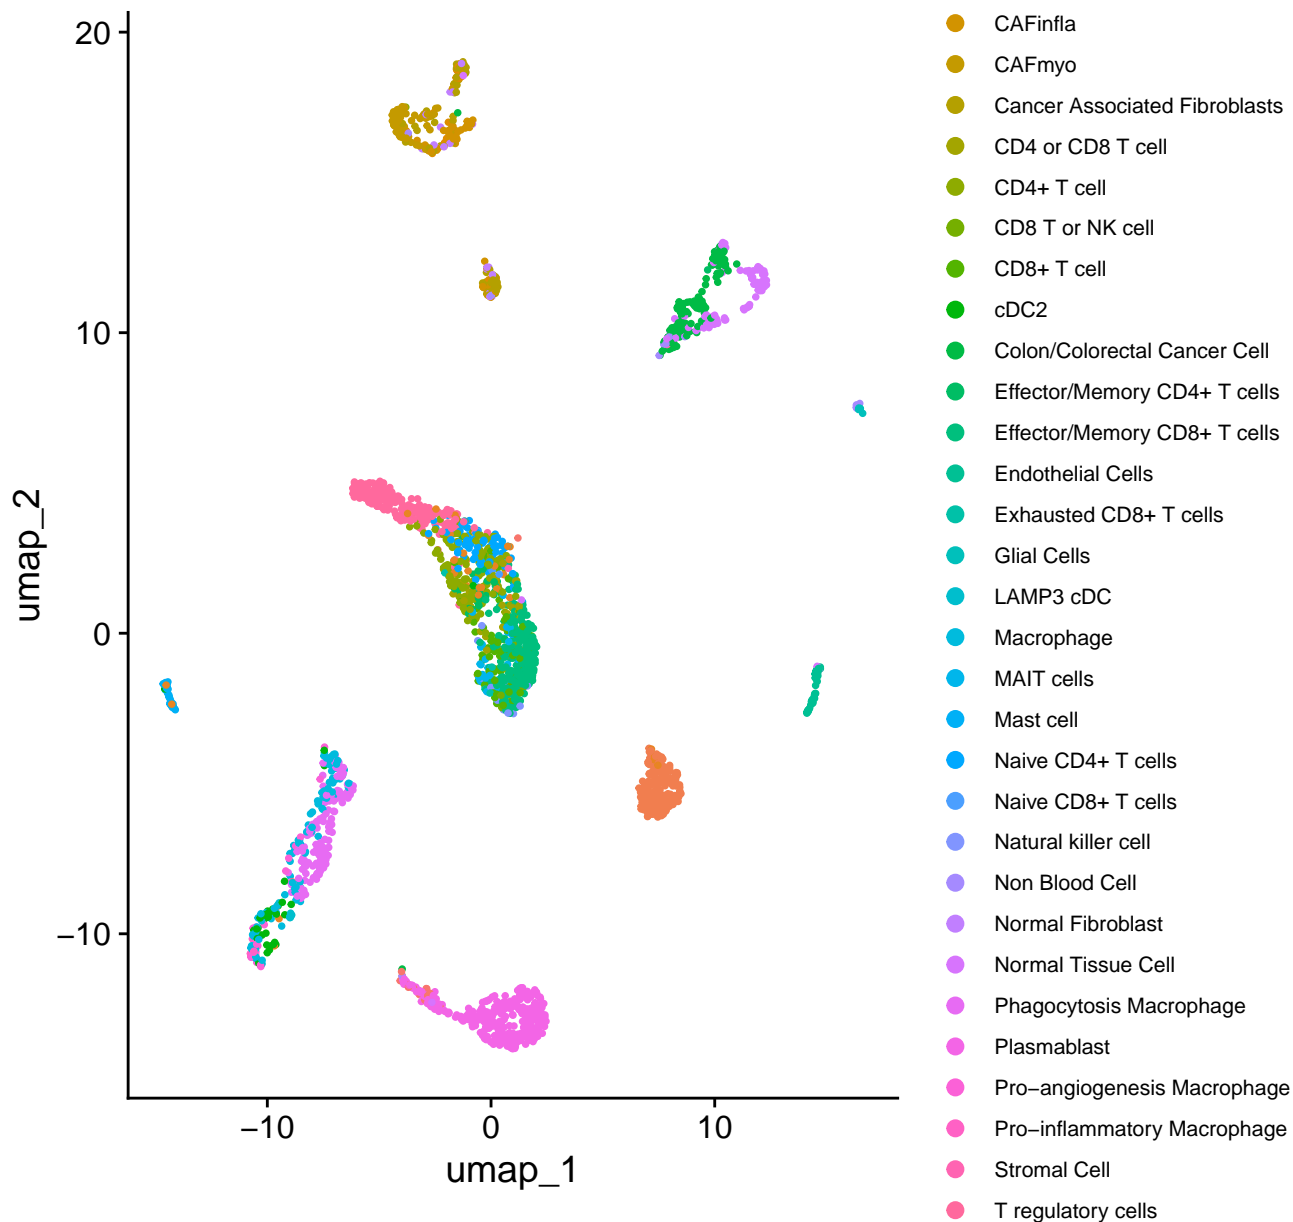 20
10
0
−10
umap_2
−10
0
10
umap_1
CAFinfla
CAFmyo
Cancer Associated Fibroblasts
CD4 or CD8 T cell
CD4+ T cell
CD8 T or NK cell
CD8+ T cell
cDC2
Colon/Colorectal Cancer Cell
Effector/Memory CD4+ T cells
Effector/Memory CD8+ T cells
Endothelial Cells
Exhausted CD8+ T cells
Glial Cells
LAMP3 cDC
Macrophage
MAIT cells
Mast cell
Naive CD4+ T cells
Naive CD8+ T cells
Natural killer cell
Non Blood Cell
Normal Fibroblast
Normal Tissue Cell
Phagocytosis Macrophage
Plasmablast
Pro−angiogenesis Macrophage
Pro−inflammatory Macrophage
Stromal Cell
T regulatory cells